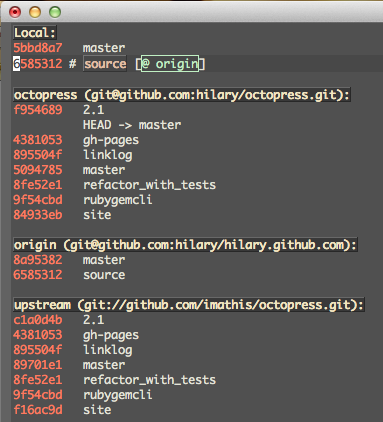 Local:
5bbd8a7 master
6585312 # source [@ origin]
octopress (git@github.com:hilary/octopress.git):
f954689 2.1
HEAD -> master
4381053 gh-pages
895504f linklog
5094785 master
8fe52e1 refactor_with_tests
9f54cbd rubygemcli
84933eb site
origin (git@github.com:hilary/hilary.github.com):
8a95382 master
6585312 source
upstream (git://github.com/imathis/octopress.git):
c1a0d4b 2.1
4381053 gh-pages
895504f linklog
89701e1 master
8fe52e1 refactor_with_tests
9f54cbd rubygemcli
f16ac9d site